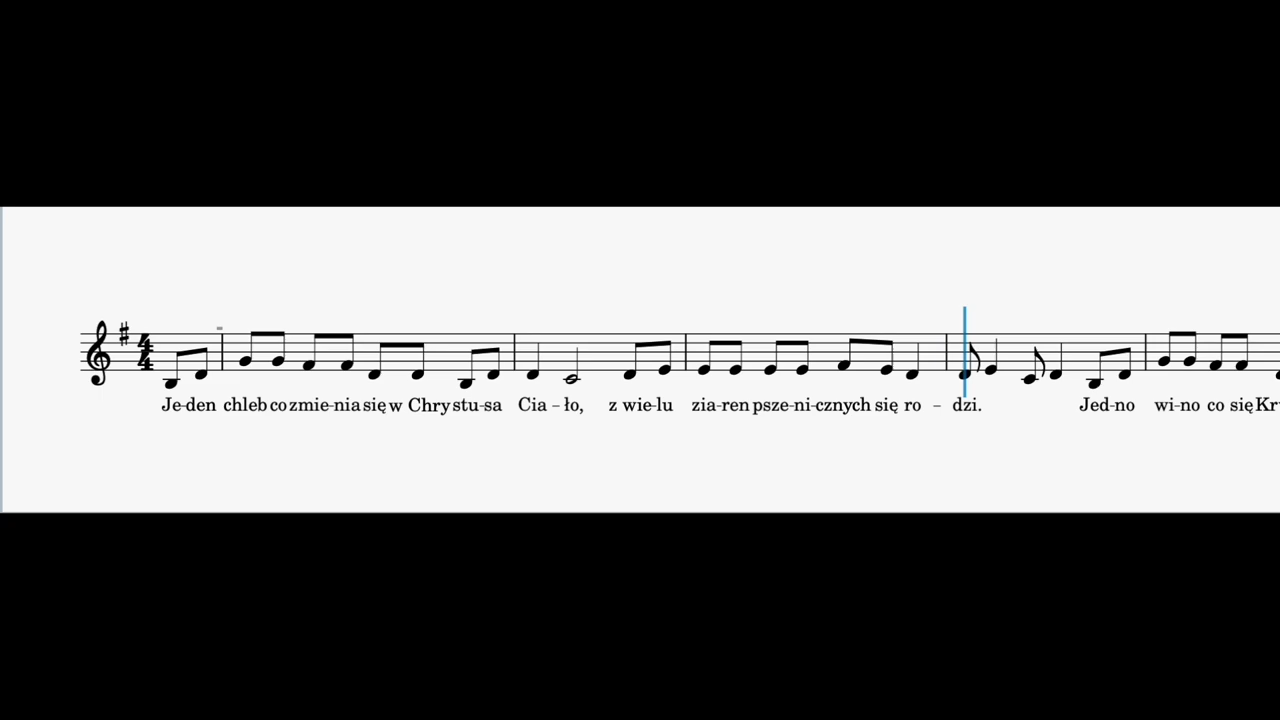 Je-den chleb co zmie-nia się w Chry stu-sa Cia-ło, z wie-lu zia-ren psze-ni-cznych się ro-dzi. Jed-no wi-no co się